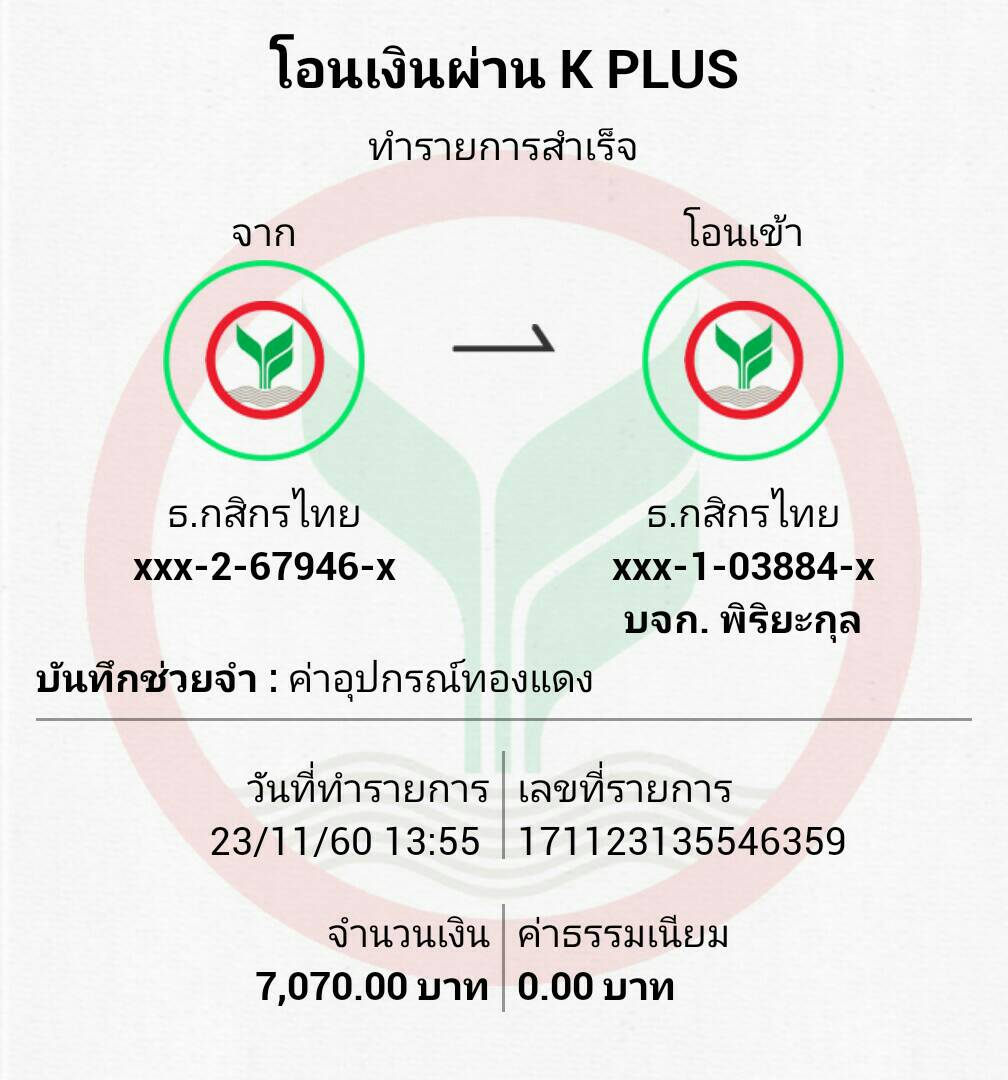 โอนเงินผ่าน K PLUS
ทำรายการสำเร็จ
จาก
โอนเข้า
ธ.กสิกรไทย
xxx-2-67946-x
ธ.กสิกรไทย
xxx-1-03884-x
บจก. พิริยะกุล
บันทึกช่วยจำ : ค่าอุปกรณ์ทองแดง
วันที่ทำรายการ
23/11/60 13:55
เลขที่รายการ
171123135546359
จำนวนเงิน
7,070.00 บาท
ค่าธรรมเนียม
0.00 บาท